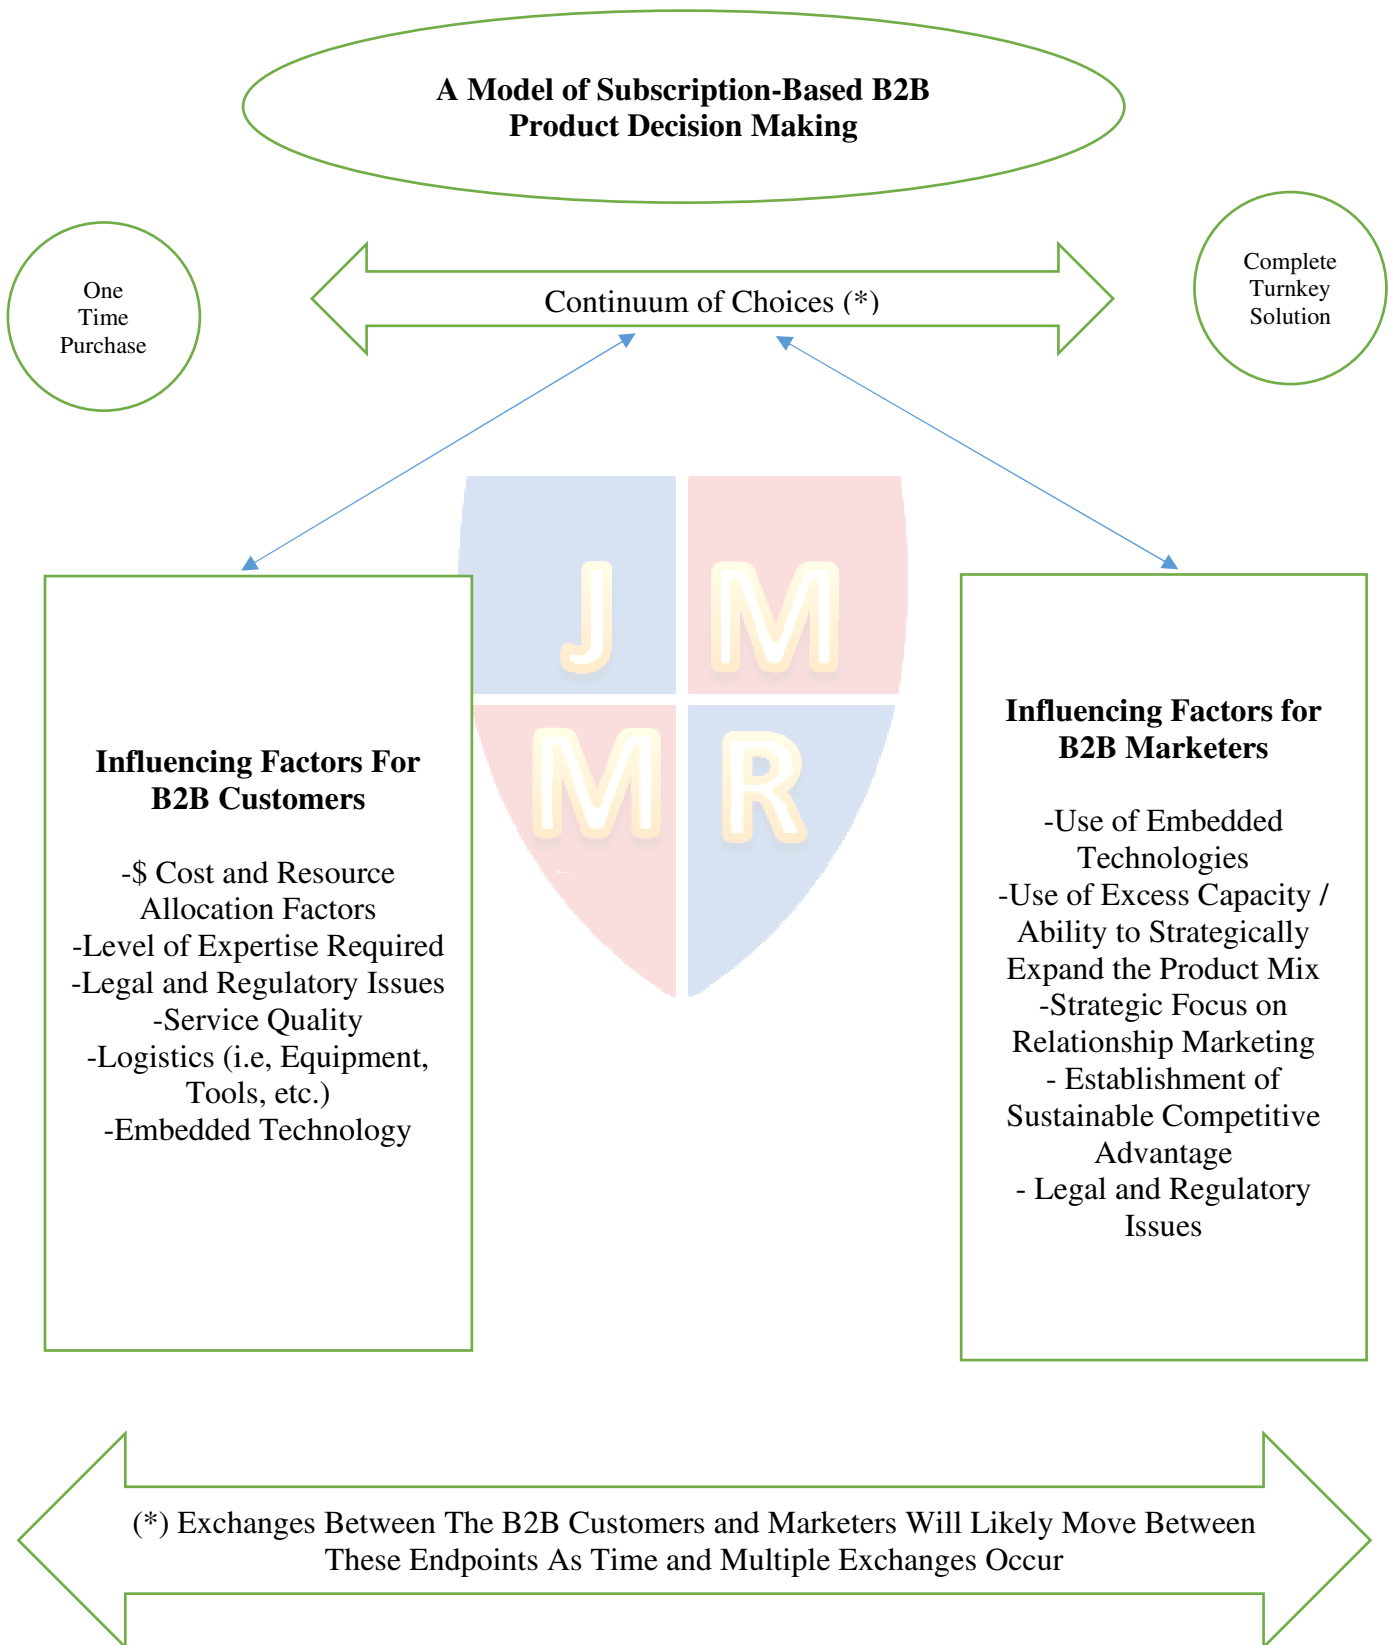 A Model of Subscription-Based B2B
Product Decision Making
One
Time
Purchase
Continuum of Choices (*)
Complete
Turnkey
Solution
J M
M R
Influencing Factors For
B2B Customers
-$ Cost and Resource
Allocation Factors
-Level of Expertise Required
-Legal and Regulatory Issues
-Service Quality
-Logistics (i.e, Equipment,
Tools, etc.)
-Embedded Technology
Influencing Factors for
B2B Marketers
-Use of Embedded
Technologies
-Use of Excess Capacity /
Ability to Strategically
Expand the Product Mix
-Strategic Focus on
Relationship Marketing
- Establishment of
Sustainable Competitive
Advantage
- Legal and Regulatory
Issues
(*) Exchanges Between The B2B Customers and Marketers Will Likely Move Between
These Endpoints As Time and Multiple Exchanges Occur